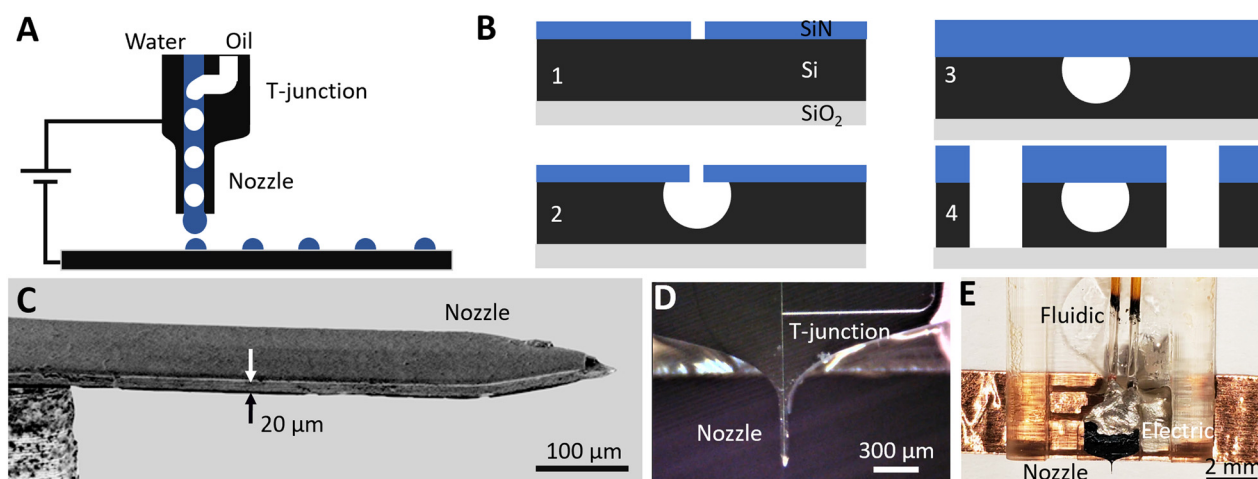 A
Water
Oil
T-junction
Nozzle
B
SiN
1
Si
SiO2
2
3
4
C
Nozzle
20 µm
100 µm
D
T-junction
Nozzle
300 µm
E
Fluidic
Electric
Nozzle
2 mm